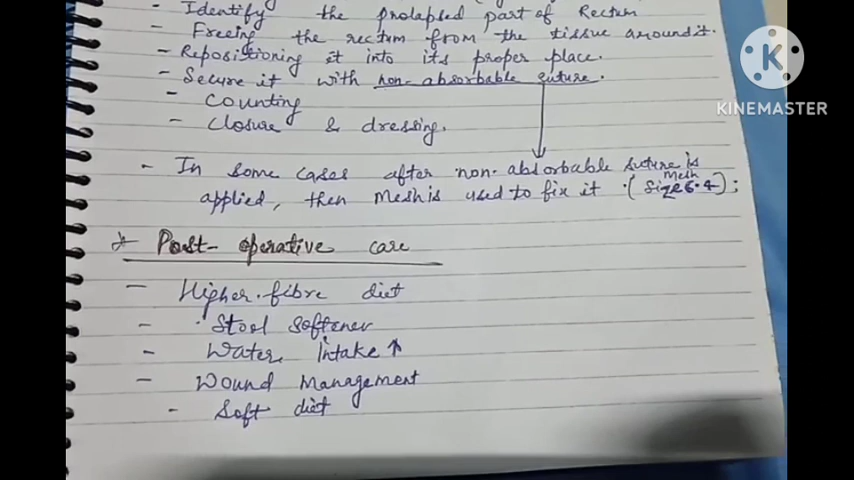 - Identify the prolapsed part of Rectum
- Freeing the rectum from the tissue around it.
- Repositioning it into its proper place.
- Secure it with non-absorbable suture.
- Counting
- Closure & dressing.
- In some cases after non-absorbable suture is
applied, then Mesh is used to fix it. (Mesh size 6.4);
* Post-operative care
- Higher-fibre diet
- Stool softener
- Water intake ↑
- Wound management
- Soft diet
K
KINEMASTER